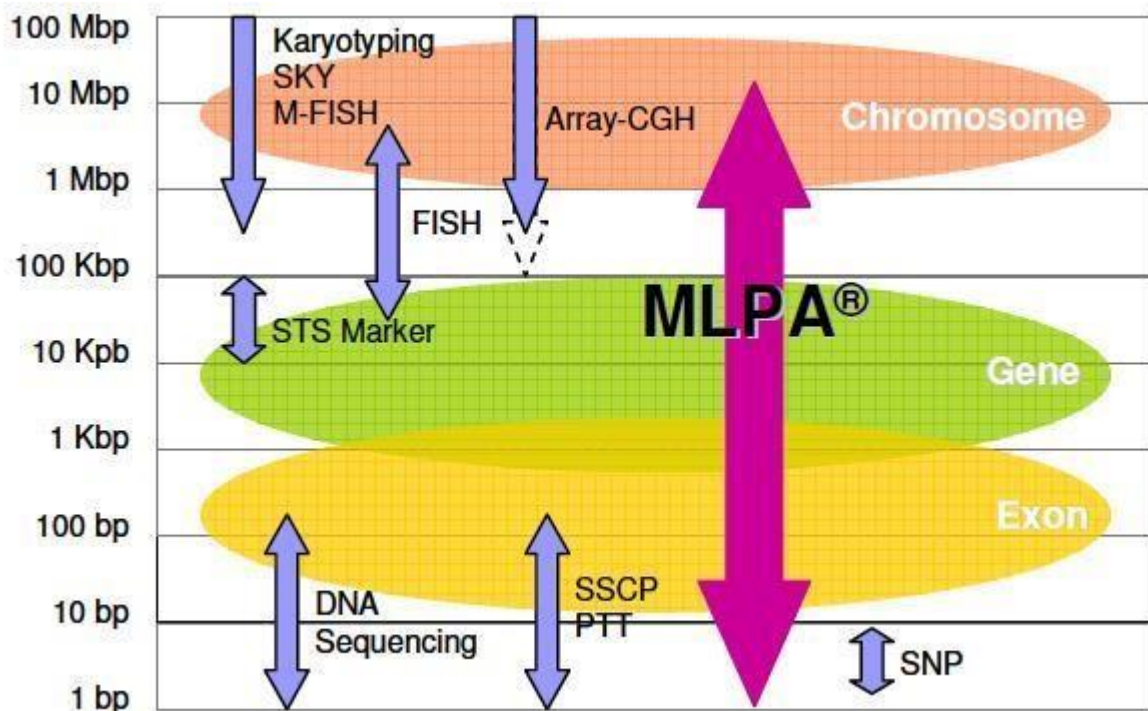 100 Mbp
10 Mbp
1 Mbp
100 Kbp
10 Kpb
1 Kbp
100 bp
10 bp
1 bp
Karyotyping
SKY
M-FISH
Array-CGH
Chromosome
FISH
STS Marker
MLPA®
Gene
Exon
DNA
Sequencing
SSCP
PTT
SNP